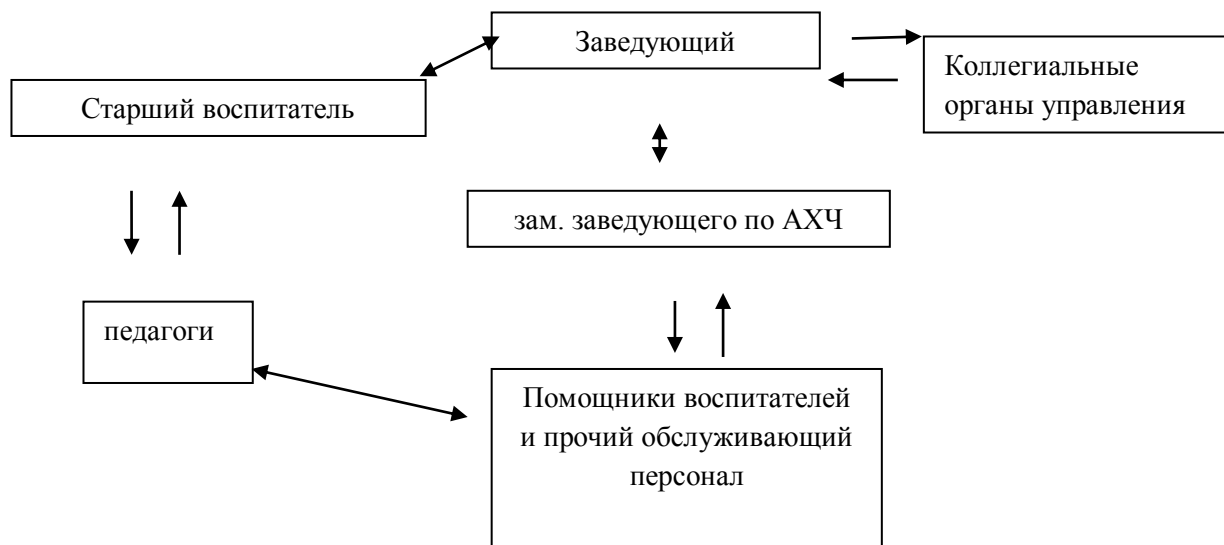 Заведующий
Коллегиальные
органы управления
Старший воспитатель
зам. заведующего по АХЧ
педагоги
Помощники воспитателей
и прочий обслуживающий
персонал